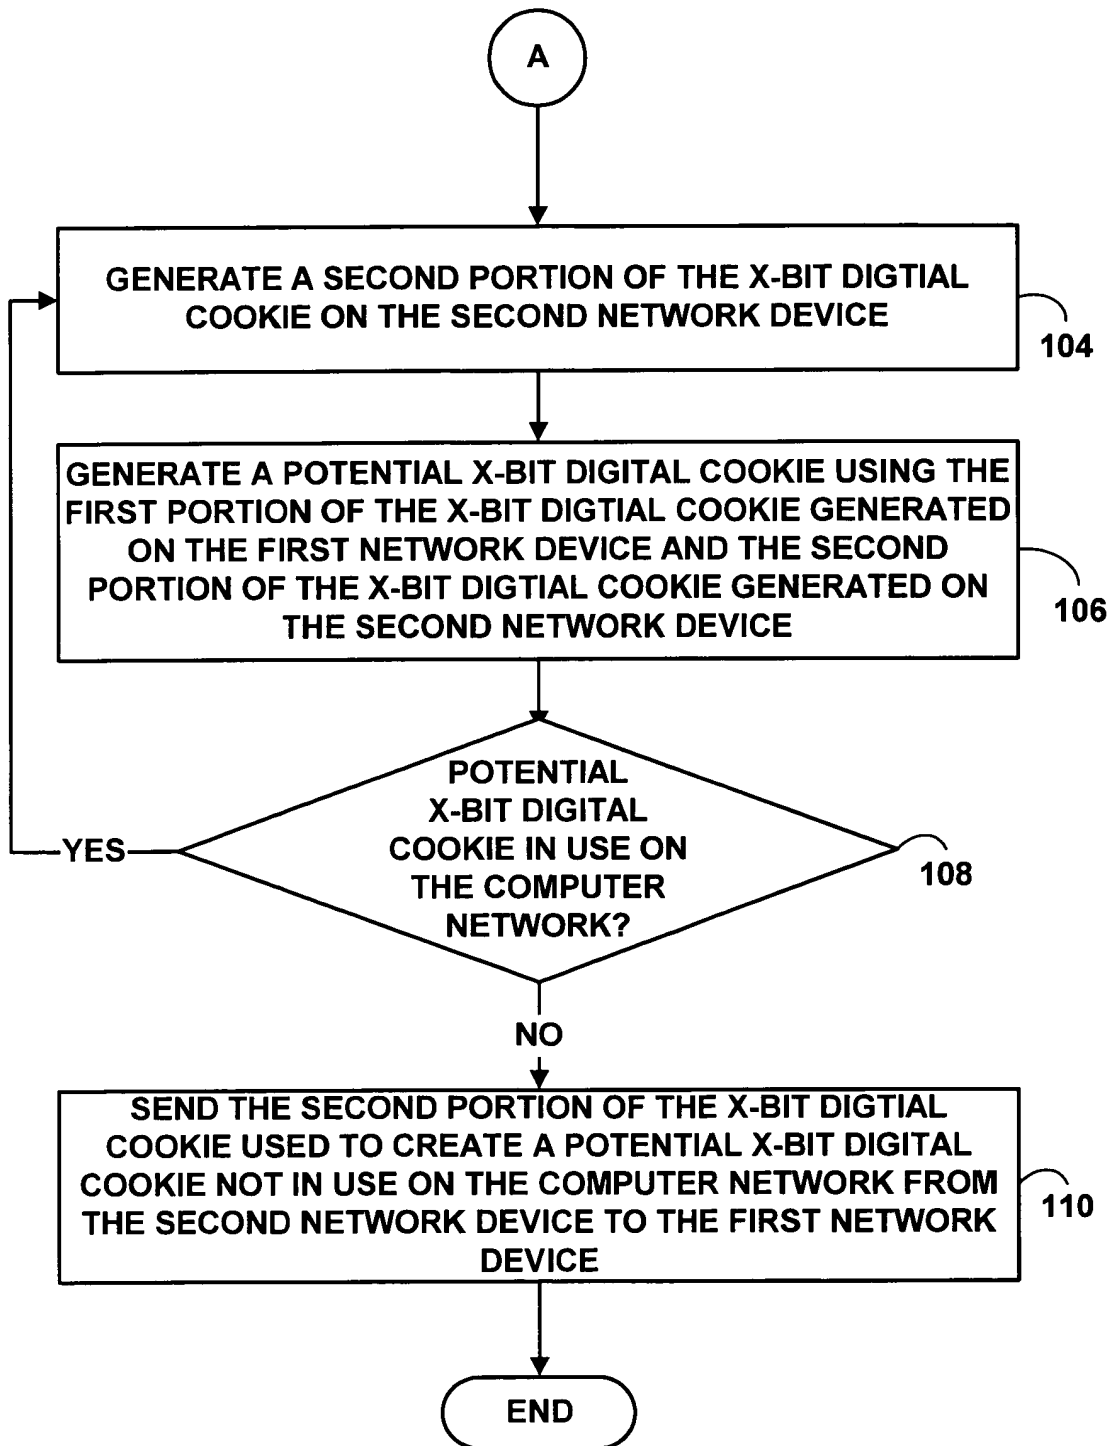 A
GENERATE A SECOND PORTION OF THE X-BIT DIGTIAL
COOKIE ON THE SECOND NETWORK DEVICE
104
GENERATE A POTENTIAL X-BIT DIGITAL COOKIE USING THE
FIRST PORTION OF THE X-BIT DIGTIAL COOKIE GENERATED
ON THE FIRST NETWORK DEVICE AND THE SECOND
PORTION OF THE X-BIT DIGTIAL COOKIE GENERATED ON
THE SECOND NETWORK DEVICE
106
POTENTIAL
X-BIT DIGITAL
COOKIE IN USE ON
THE COMPUTER
NETWORK?
YES
108
NO
SEND THE SECOND PORTION OF THE X-BIT DIGTIAL
COOKIE USED TO CREATE A POTENTIAL X-BIT DIGITAL
COOKIE NOT IN USE ON THE COMPUTER NETWORK FROM
THE SECOND NETWORK DEVICE TO THE FIRST NETWORK
DEVICE
110
END